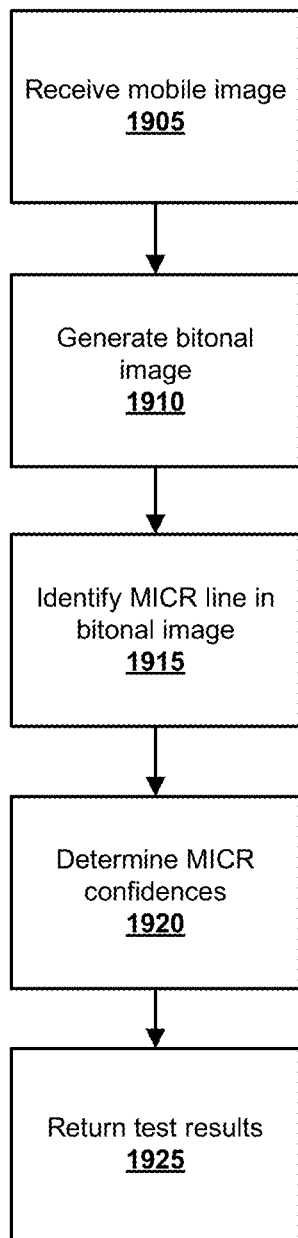 Receive mobile image
1905
Generate bitonal
image
1910
Identify MICR line in
bitonal image
1915
Determine MICR
confidences
1920
Return test results
1925